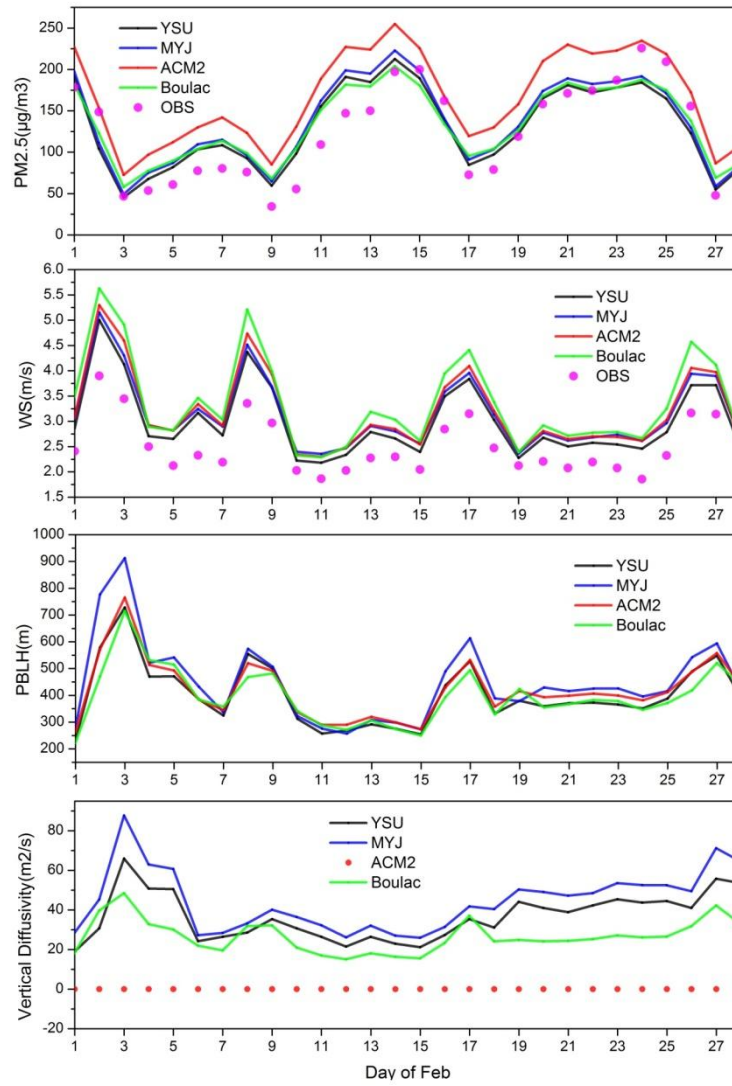 PM2.5(μg/m3)
250
200
150
100
50
0
YSU
MYJ
ACM2
Boulac
OBS
1 3 5 7 9 11 13 15 17 19 21 23 25 27
WS(m/s)
6.0
5.5
5.0
4.5
4.0
3.5
3.0
2.5
2.0
1.5
YSU
MYJ
ACM2
Boulac
OBS
1 3 5 7 9 11 13 15 17 19 21 23 25 27
PBLH(m)
1000
900
800
700
600
500
400
300
200
YSU
MYJ
ACM2
Boulac
1 3 5 7 9 11 13 15 17 19 21 23 25 27
Vertical Diffusivity(m2/s)
80
60
40
20
0
-20
YSU
MYJ
ACM2
Boulac
1 3 5 7 9 11 13 15 17 19 21 23 25 27
Day of Feb